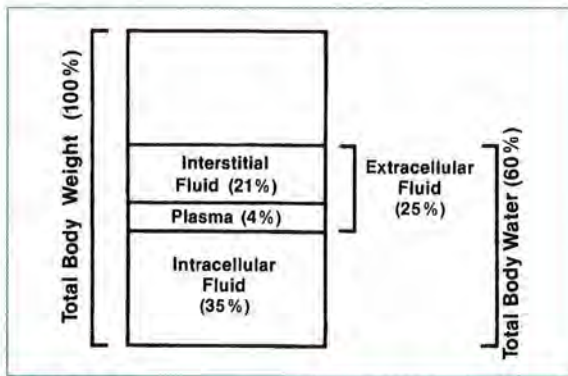 Total Body Weight (100%)
Interstitial
Fluid (21%)
Plasma (4%)
Intracellular
Fluid
(35%)
Extracellular
Fluid
(25%)
Total Body Water (60%)